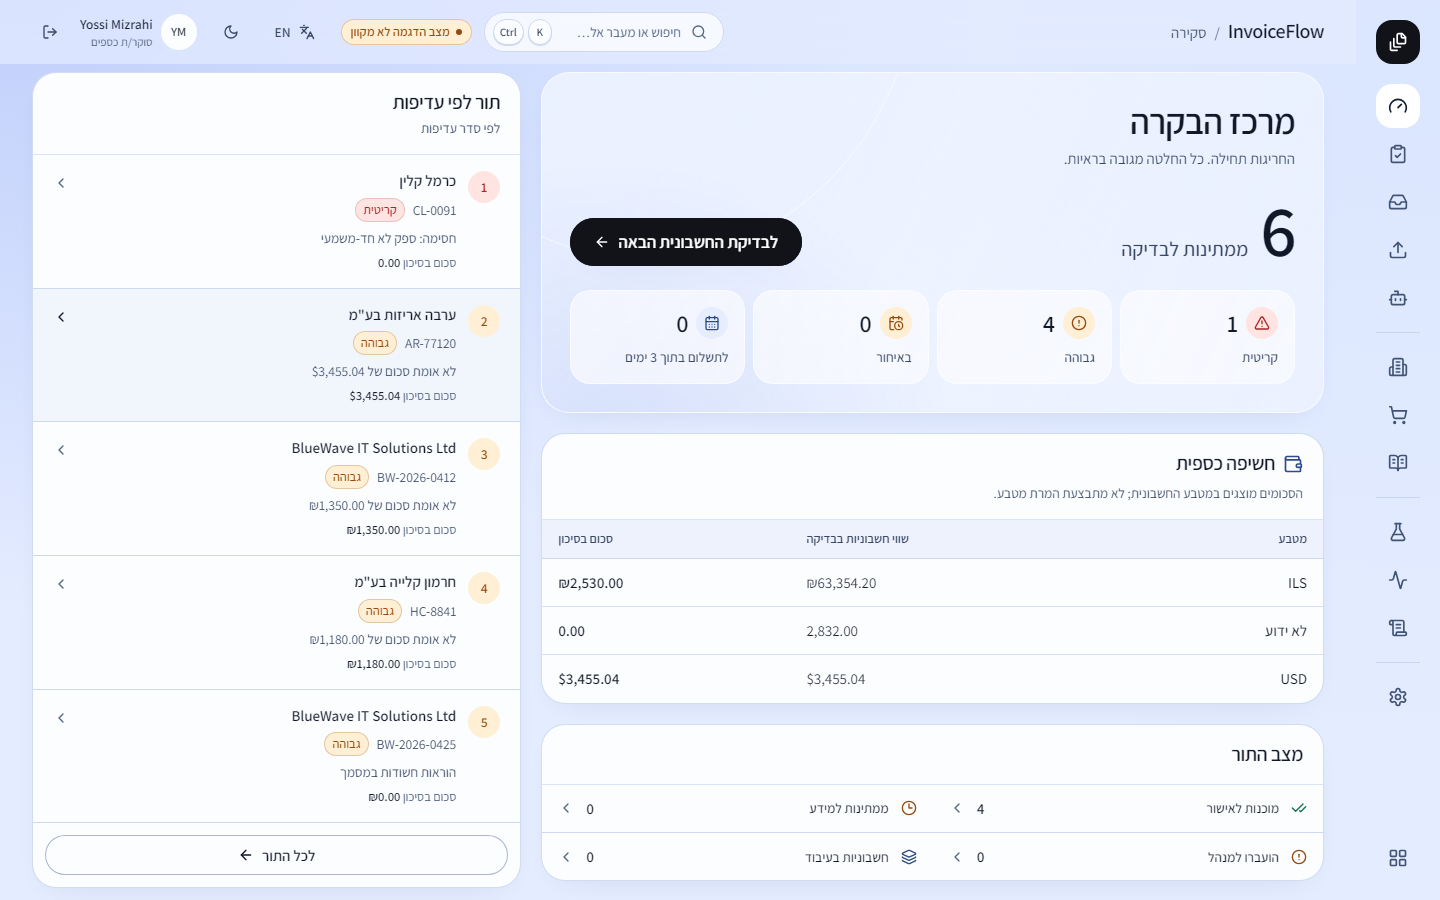 InvoiceFlow / סקירה
חיפוש או מעבר אל... Ctrl K
מצב הדגמה לא מקוון
EN
YM
Yossi Mizrahi
סוקר/ת כספים
מרכז הבקרה
החריגות תחילה. כל החלטה מגובה בראיות.
6 ממתינות לבדיקה
לבדיקת החשבונית הבאה
1
קריטית
4
גבוהה
0
באיחור
0
לתשלום בתוך 3 ימים
חשיפה כספית
הסכומים מוצגים במטבע החשבונית; לא מתבצעת המרת מטבע.
מטבע שווי חשבוניות בבדיקה סכום בסיכון
ILS ₪63,354.20 ₪2,530.00
לא ידוע 2,832.00 0.00
USD $3,455.04 $3,455.04
מצב התור
מוכנות לאישור 4 ממתינות למידע 0
הועברו למנהל 0 חשבוניות בעיבוד 0
תור לפי עדיפות
לפי סדר עדיפות
1 כרמל קלין
CL-0091 קריטית
חסימה: ספק לא חד-משמעי
סכום בסיכון 0.00
2 ערבה אריזות בע"מ
AR-77120 גבוהה
לא אומת סכום של $3,455.04
סכום בסיכון $3,455.04
3 BlueWave IT Solutions Ltd
BW-2026-0412 גבוהה
לא אומת סכום של ₪1,350.00
סכום בסיכון ₪1,350.00
4 חרמון קלייה בע"מ
HC-8841 גבוהה
לא אומת סכום של ₪1,180.00
סכום בסיכון ₪1,180.00
5 BlueWave IT Solutions Ltd
BW-2026-0425 גבוהה
הוראות חשודות במסמך
סכום בסיכון ₪0.00
לכל התור